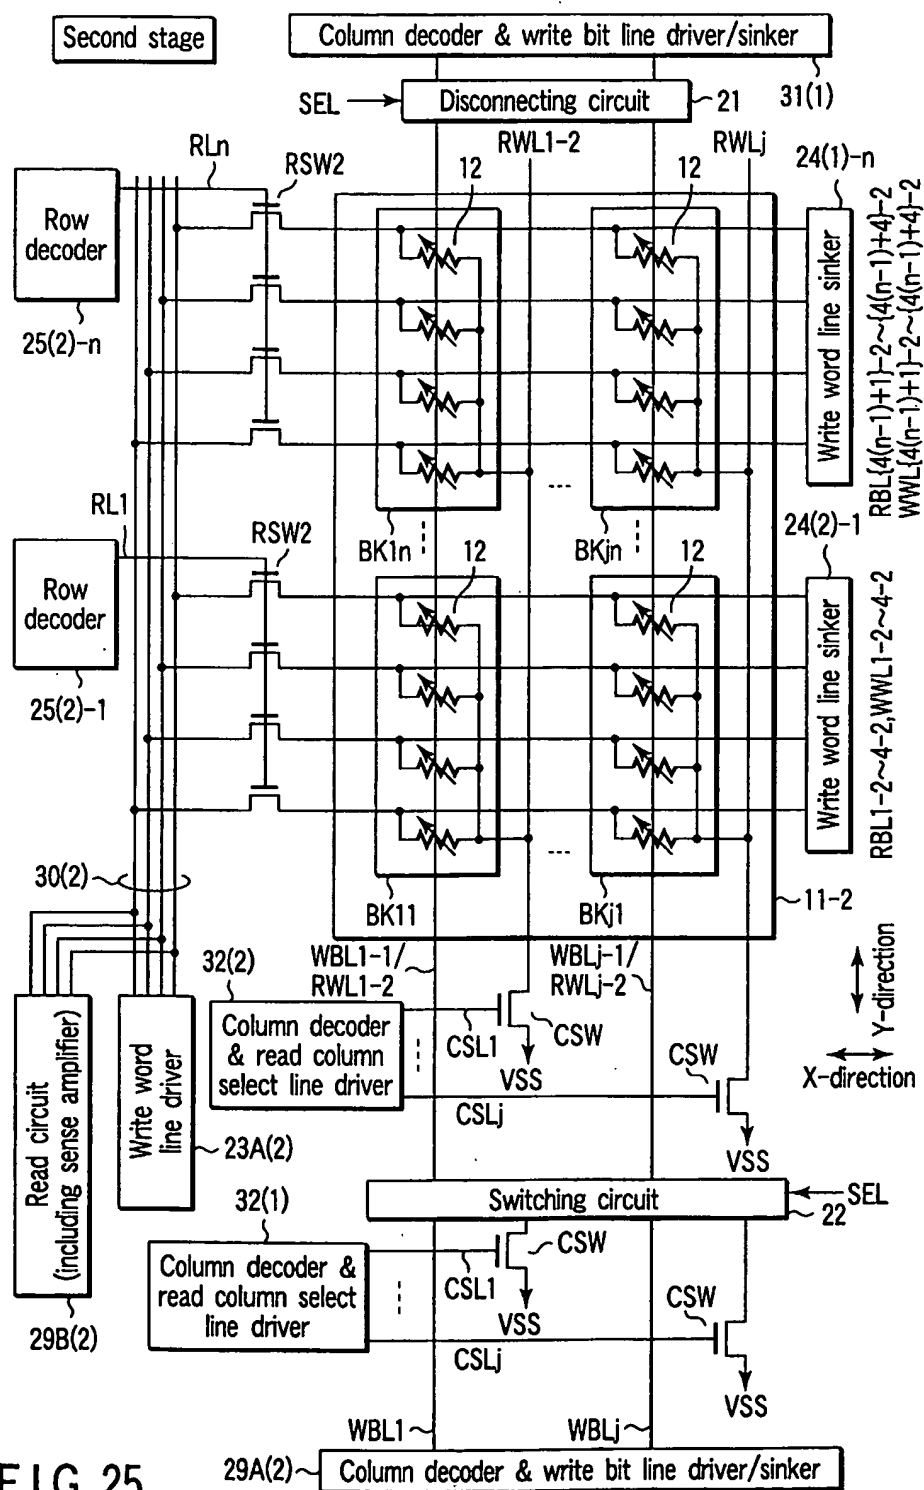 Second stage
Column decoder & write bit line driver/sinker
31(1)
SEL
Disconnecting circuit
21
RWL1-2
RWLj
RLn
RSW2
12
12
24(1)-n
Row
decoder
25(2)-n
Write word line sinker
RBL{4(n-1)+1}-2~{4(n-1)+4}-2
WWL{4(n-1)+1}-2~{4(n-1)+4}-2
BK1n
BKjn
RL1
RSW2
12
12
24(2)-1
Row
decoder
25(2)-1
Write word line sinker
RBL1-2~4-2,WWL1-2~4-2
30(2)
BK11
BKj1
11-2
WBL1-1/
RWL1-2
WBLj-1/
RWLj-2
Y-direction
X-direction
32(2)
Column decoder
& read column
select line driver
CSL1
CSW
VSS
CSLj
CSW
VSS
Read circuit
(including sense amplifier)
29B(2)
Write word
line driver
23A(2)
Switching circuit
SEL
22
32(1)
Column decoder &
read column select
line driver
CSL1
CSW
VSS
CSLj
CSW
VSS
WBL1
WBLj
FIG. 25
29A(2)
Column decoder & write bit line driver/sinker